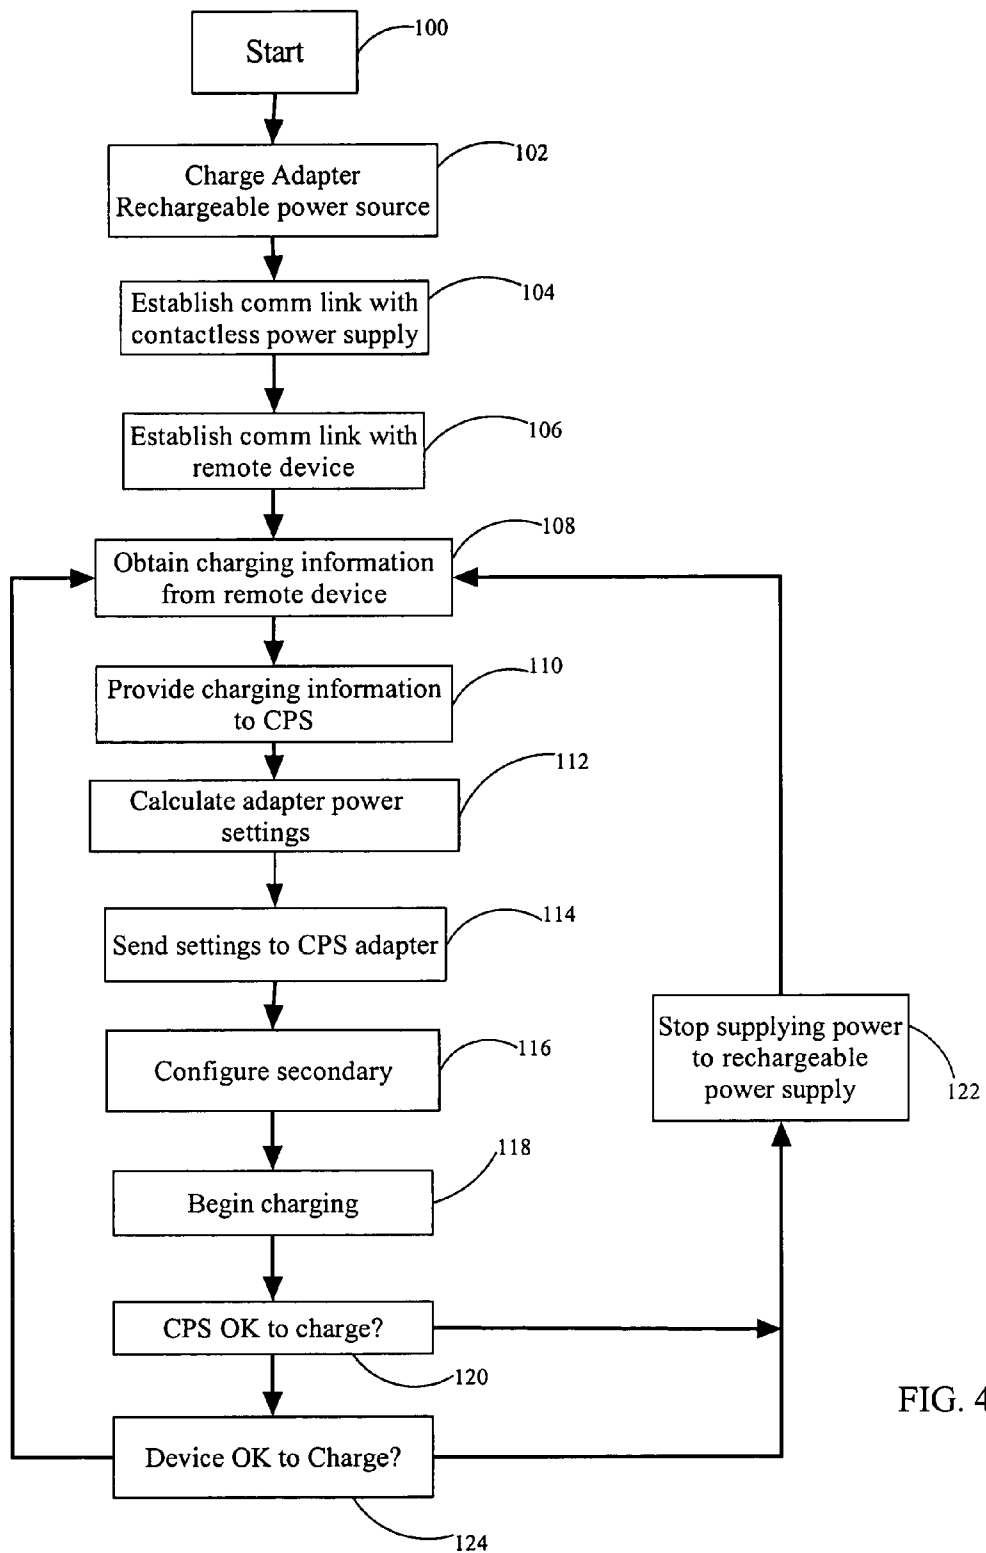 Start
100
Charge Adapter
Rechargeable power source
102
Establish comm link with
contactless power supply
104
Establish comm link with
remote device
106
Obtain charging information
from remote device
108
Provide charging information
to CPS
110
Calculate adapter power
settings
112
Send settings to CPS adapter
114
Configure secondary
116
Stop supplying power
to rechargeable
power supply
122
Begin charging
118
CPS OK to charge?
120
Device OK to Charge?
124
FIG. 4